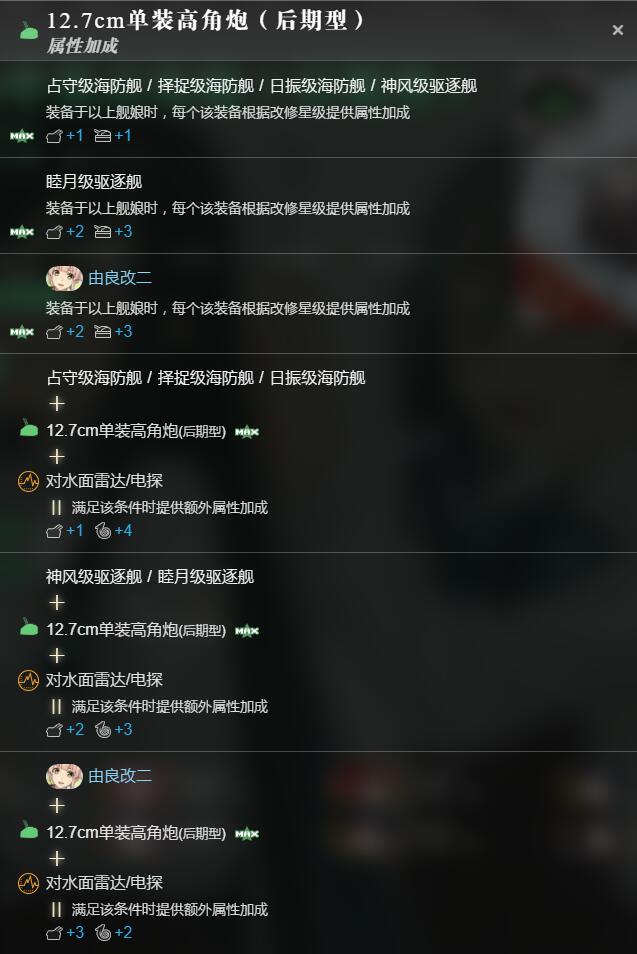 12.7cm单装高角炮（后期型）
属性加成
×
占守级海防舰 / 择捉级海防舰 / 日振级海防舰 / 神风级驱逐舰
装备于以上舰娘时，每个该装备根据改修星级提供属性加成
MAX +1 +1
睦月级驱逐舰
装备于以上舰娘时，每个该装备根据改修星级提供属性加成
MAX +2 +3
由良改二
装备于以上舰娘时，每个该装备根据改修星级提供属性加成
MAX +2 +3
占守级海防舰 / 择捉级海防舰 / 日振级海防舰
+
12.7cm单装高角炮(后期型) MAX
+
对水面雷达/电探
满足该条件时提供额外属性加成
+1 +4
神风级驱逐舰 / 睦月级驱逐舰
+
12.7cm单装高角炮(后期型) MAX
+
对水面雷达/电探
满足该条件时提供额外属性加成
+2 +3
由良改二
+
12.7cm单装高角炮(后期型) MAX
+
对水面雷达/电探
满足该条件时提供额外属性加成
+3 +2